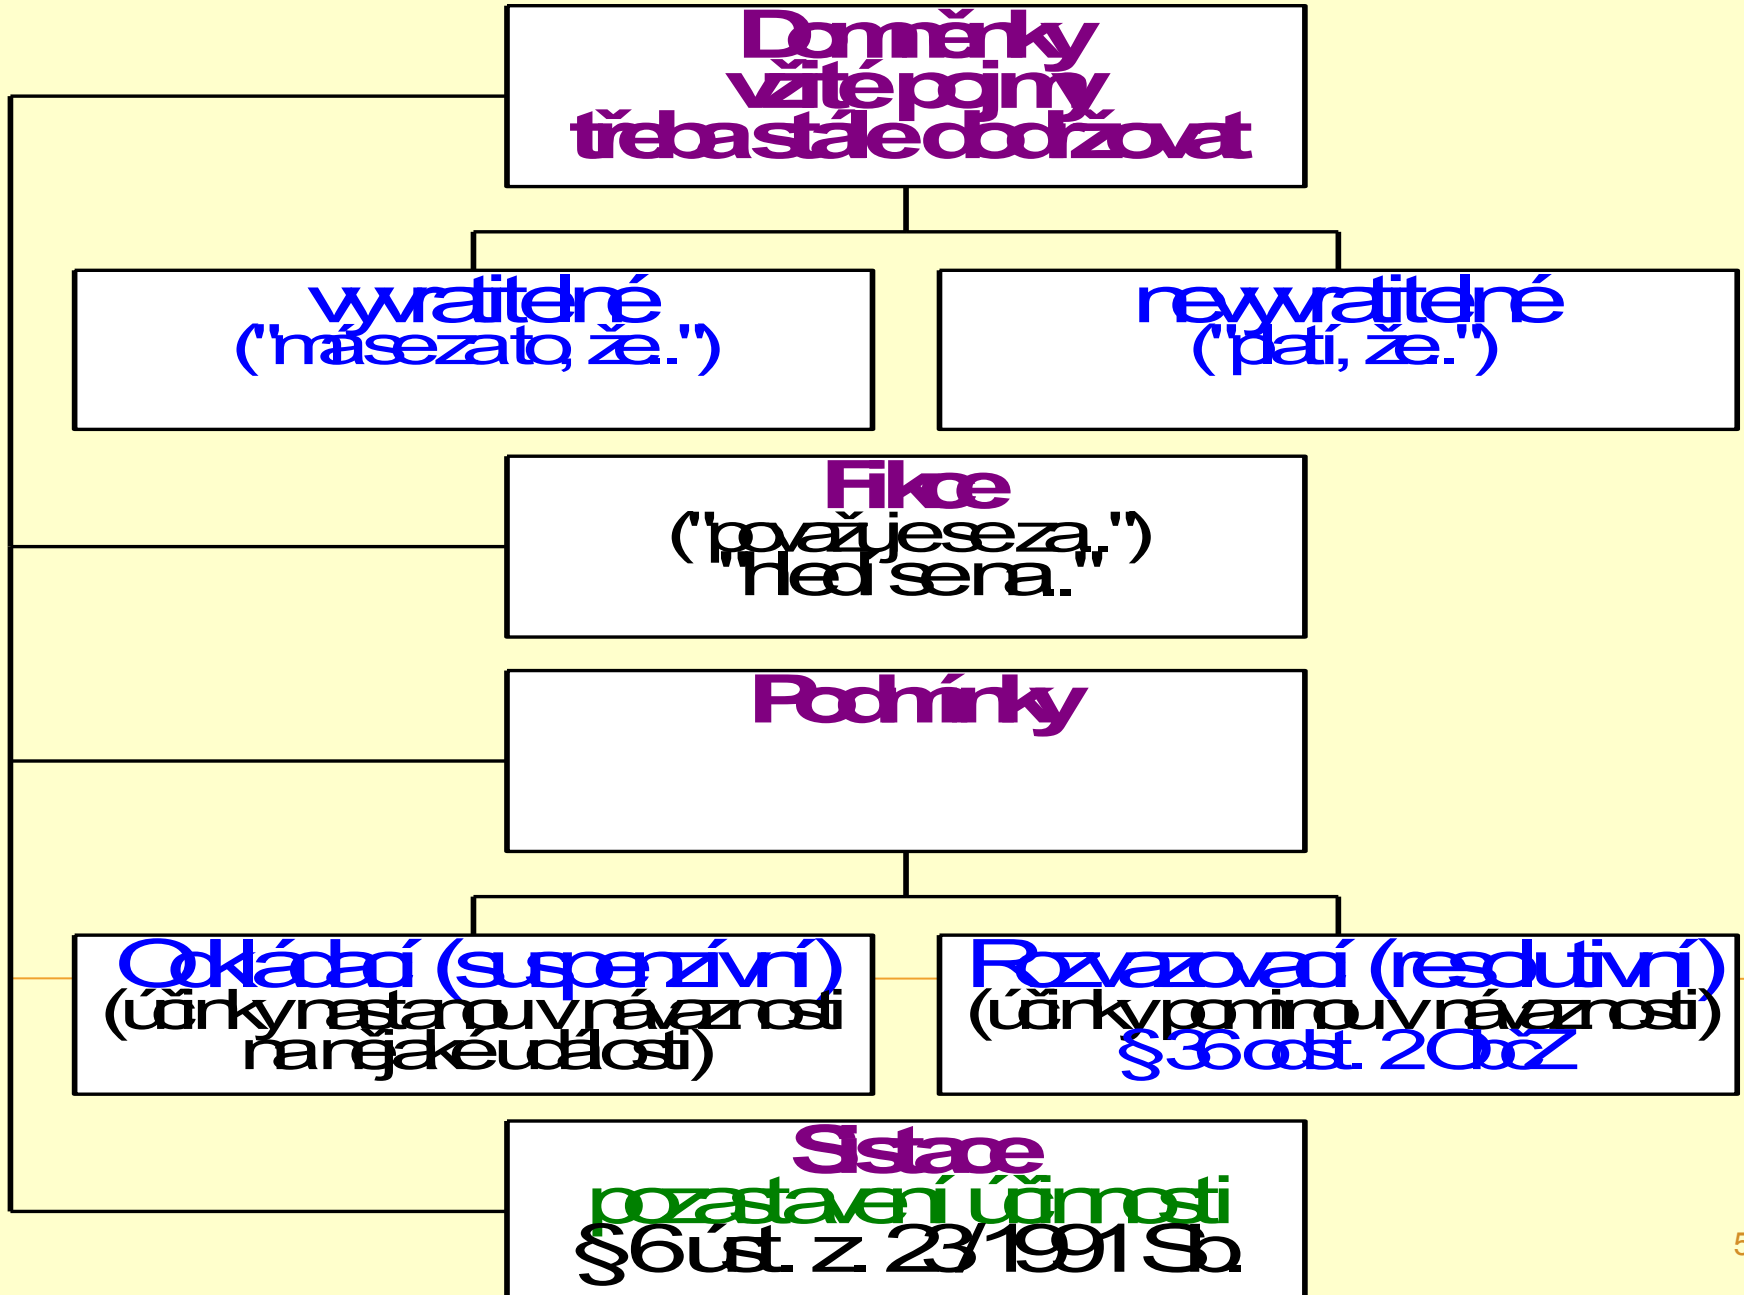 Domněnky
vžité pojmy
třeba stále dodržovat
vyvratitelné
("má se za to, že..")
nevyvratitelné
("platí, že..")
Fikce
("považuje se za..")
"hledí se na.."
Podmínky
Odkládací (suspenzívní)
(účinky nastanou v návaznosti
na nějaké události)
Rozvazovací (resolutivní)
(účinky pominou v návaznosti)
§ 36 odst. 2 ObčZ
Sistace
pozastavení účinnosti
§ 6 úst. z. 23/1991 Sb.
5